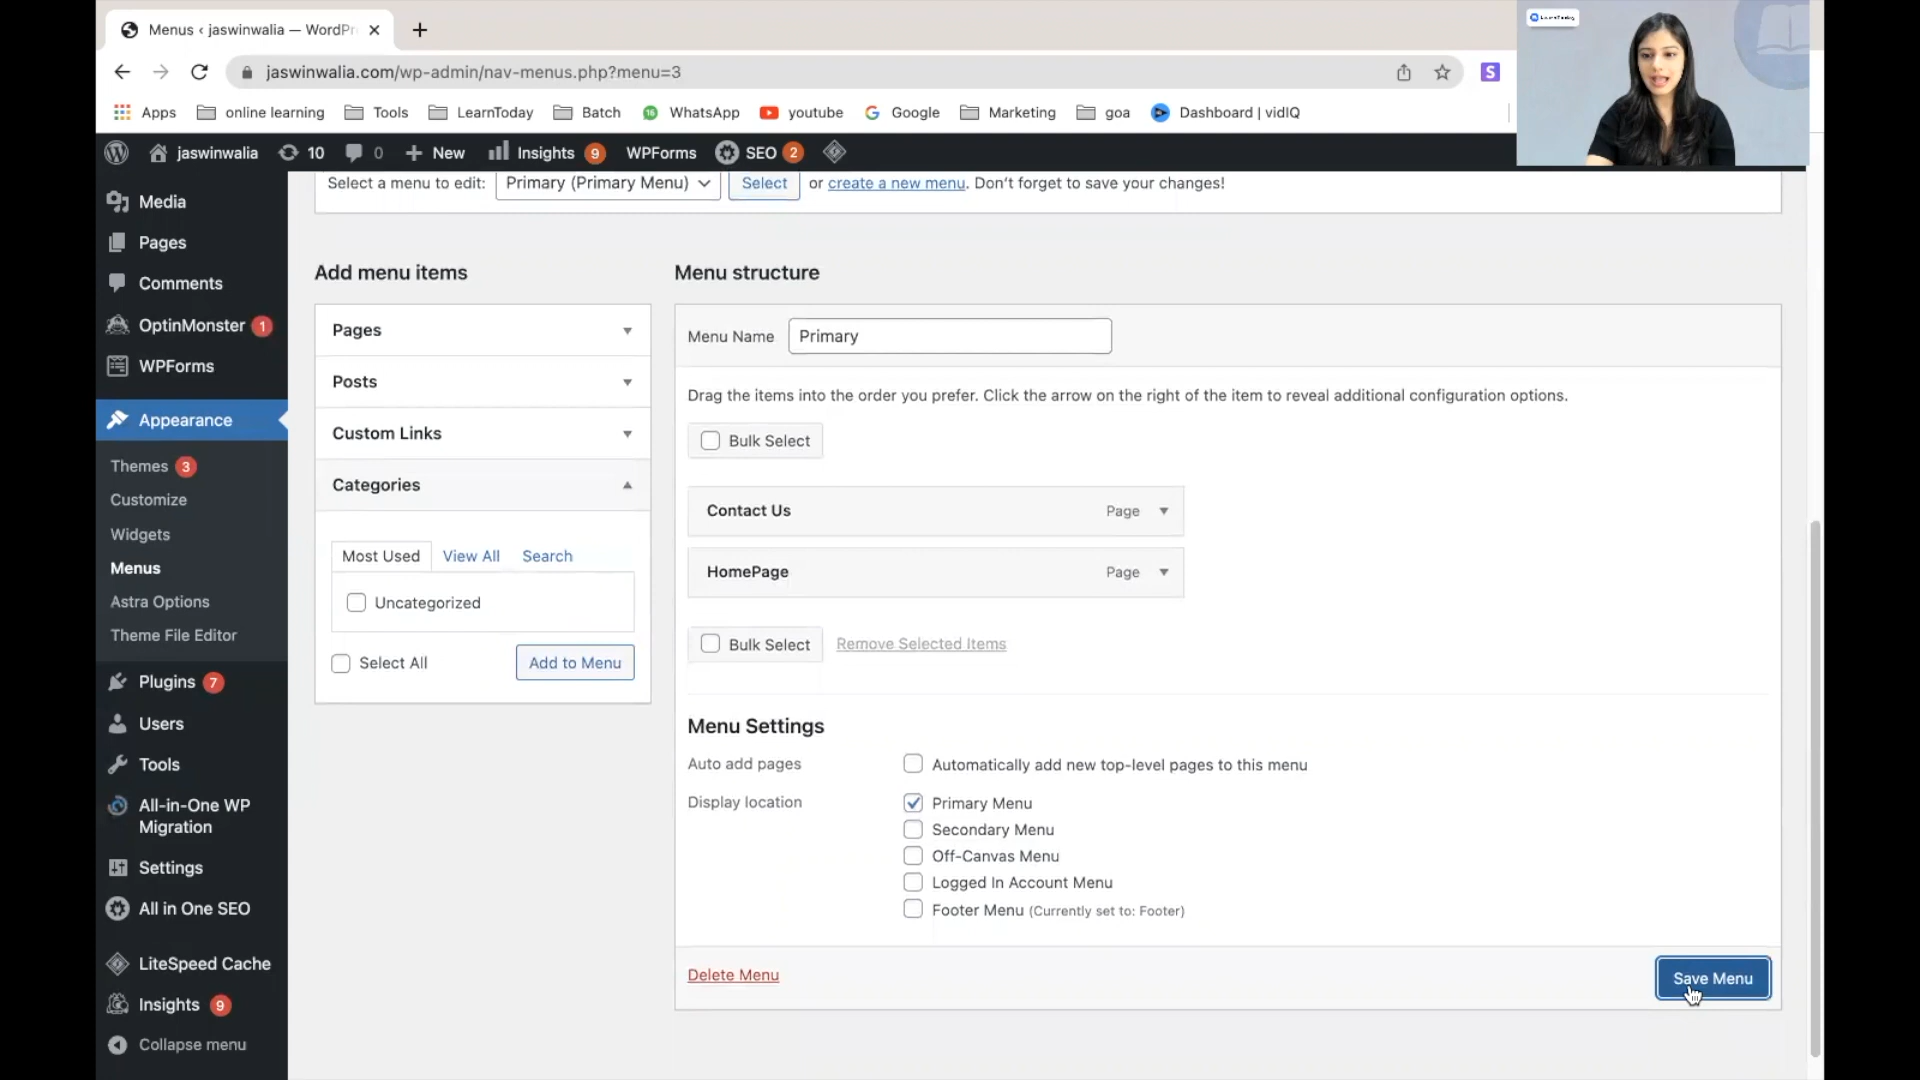 Menus ‹ jaswinwalia — WordPr
jaswinwalia.com/wp-admin/nav-menus.php?menu=3
S
Apps online learning Tools LearnToday Batch WhatsApp youtube Google Marketing goa Dashboard | vidIQ
jaswinwalia 10 0 New Insights 9 WPForms SEO 2
Select a menu to edit: Primary (Primary Menu) Select or create a new menu. Don't forget to save your changes!
Media
Pages
Comments
OptinMonster 1
WPForms
Appearance
Themes 3
Customize
Widgets
Menus
Astra Options
Theme File Editor
Plugins 7
Users
Tools
All-in-One WP
Migration
Settings
All in One SEO
LiteSpeed Cache
Insights 9
Collapse menu
Add menu items
Pages
Posts
Custom Links
Categories
Most Used View All Search
Uncategorized
Select All Add to Menu
Menu structure
Menu Name Primary
Drag the items into the order you prefer. Click the arrow on the right of the item to reveal additional configuration options.
Bulk Select
Contact Us Page
HomePage Page
Bulk Select Remove Selected Items
Menu Settings
Auto add pages Automatically add new top-level pages to this menu
Display location Primary Menu
Secondary Menu
Off-Canvas Menu
Logged In Account Menu
Footer Menu (Currently set to: Footer)
Delete Menu Save Menu